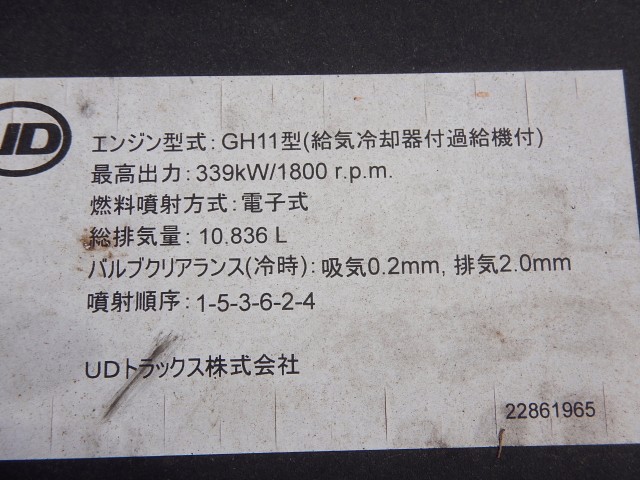 UD
エンジン型式：GH11型(給気冷却器付過給機付)
最高出力：339kW/1800 r.p.m.
燃料噴射方式：電子式
総排気量：10.836 L
バルブクリアランス(冷時)：吸気0.2mm, 排気2.0mm
噴射順序：1-5-3-6-2-4
UDトラックス株式会社
22861965